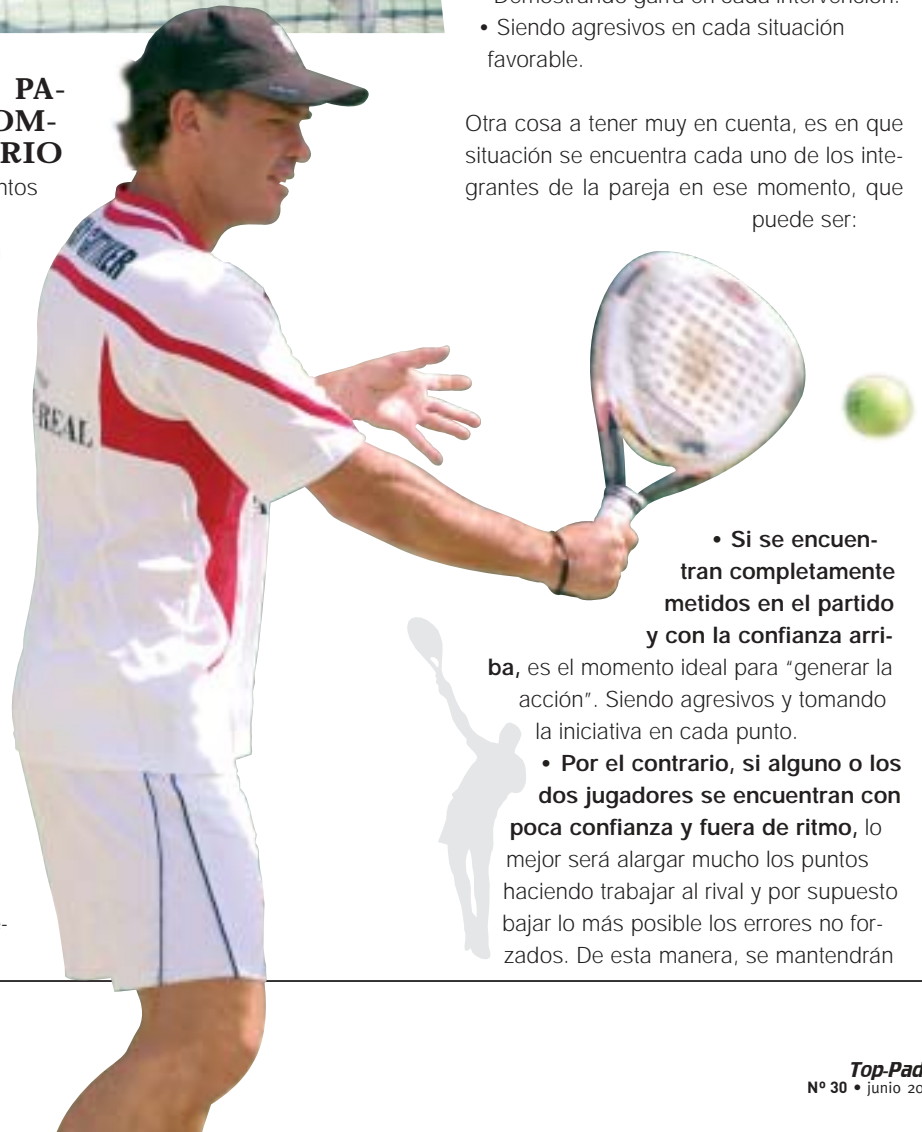 PA-
OM-
RIO
ntos
• Siendo agresivos en cada situación
favorable.
Otra cosa a tener muy en cuenta, es en que
situación se encuentra cada uno de los inte-
grantes de la pareja en ese momento, que
puede ser:
REAL
• Si se encuen-
tran completamente
metidos en el partido
y con la confianza arri-
ba, es el momento ideal para “generar la
acción”. Siendo agresivos y tomando
la iniciativa en cada punto.
• Por el contrario, si alguno o los
dos jugadores se encuentran con
poca confianza y fuera de ritmo, lo
mejor será alargar mucho los puntos
haciendo trabajar al rival y por supuesto
bajar lo más posible los errores no for-
zados. De esta manera, se mantendrán
Top-Pad
Nº 30 • junio 20